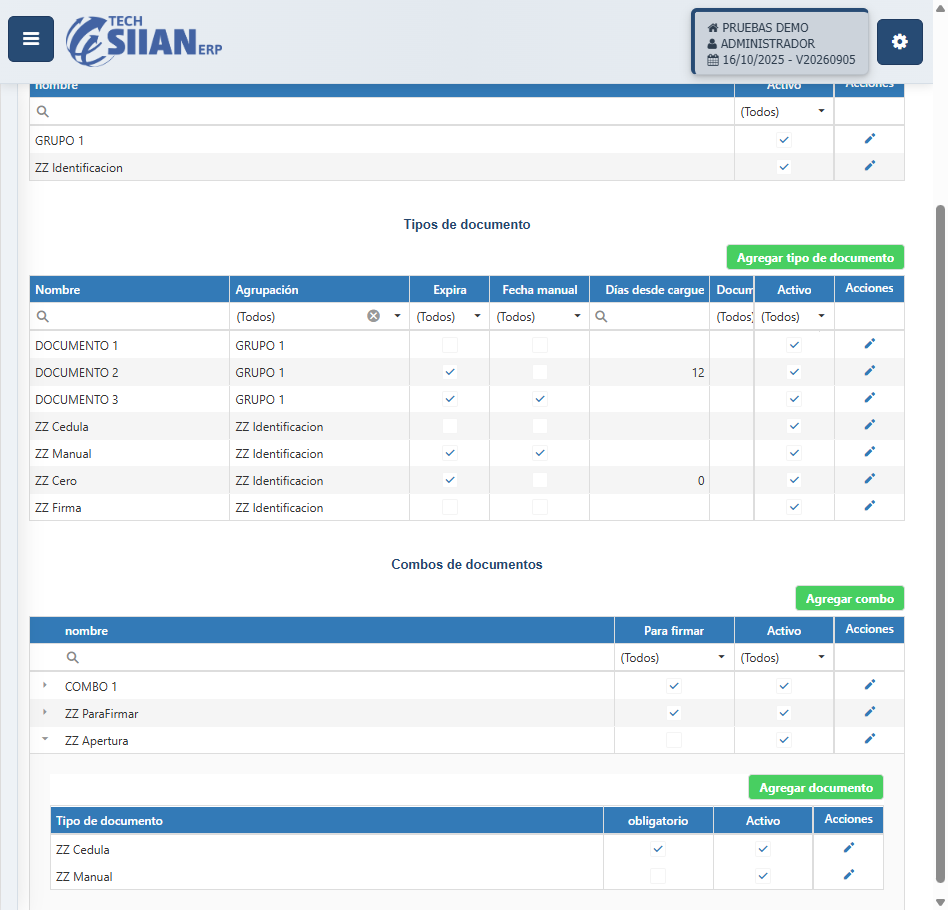 TECH
SIIAN ERP
PRUEBAS DEMO
ADMINISTRADOR
16/10/2025 - V20260905
nombre Activo Acciones
(Todos)
GRUPO 1
ZZ Identificacion
Tipos de documento
Agregar tipo de documento
Nombre Agrupación Expira Fecha manual Días desde cargue Docum Activo Acciones
(Todos) (Todos) (Todos) (Todos) (Todos)
DOCUMENTO 1 GRUPO 1
DOCUMENTO 2 GRUPO 1 12
DOCUMENTO 3 GRUPO 1
ZZ Cedula ZZ Identificacion
ZZ Manual ZZ Identificacion
ZZ Cero ZZ Identificacion 0
ZZ Firma ZZ Identificacion
Combos de documentos
Agregar combo
nombre Para firmar Activo Acciones
(Todos) (Todos)
COMBO 1
ZZ ParaFirmar
ZZ Apertura
Agregar documento
Tipo de documento obligatorio Activo Acciones
ZZ Cedula
ZZ Manual